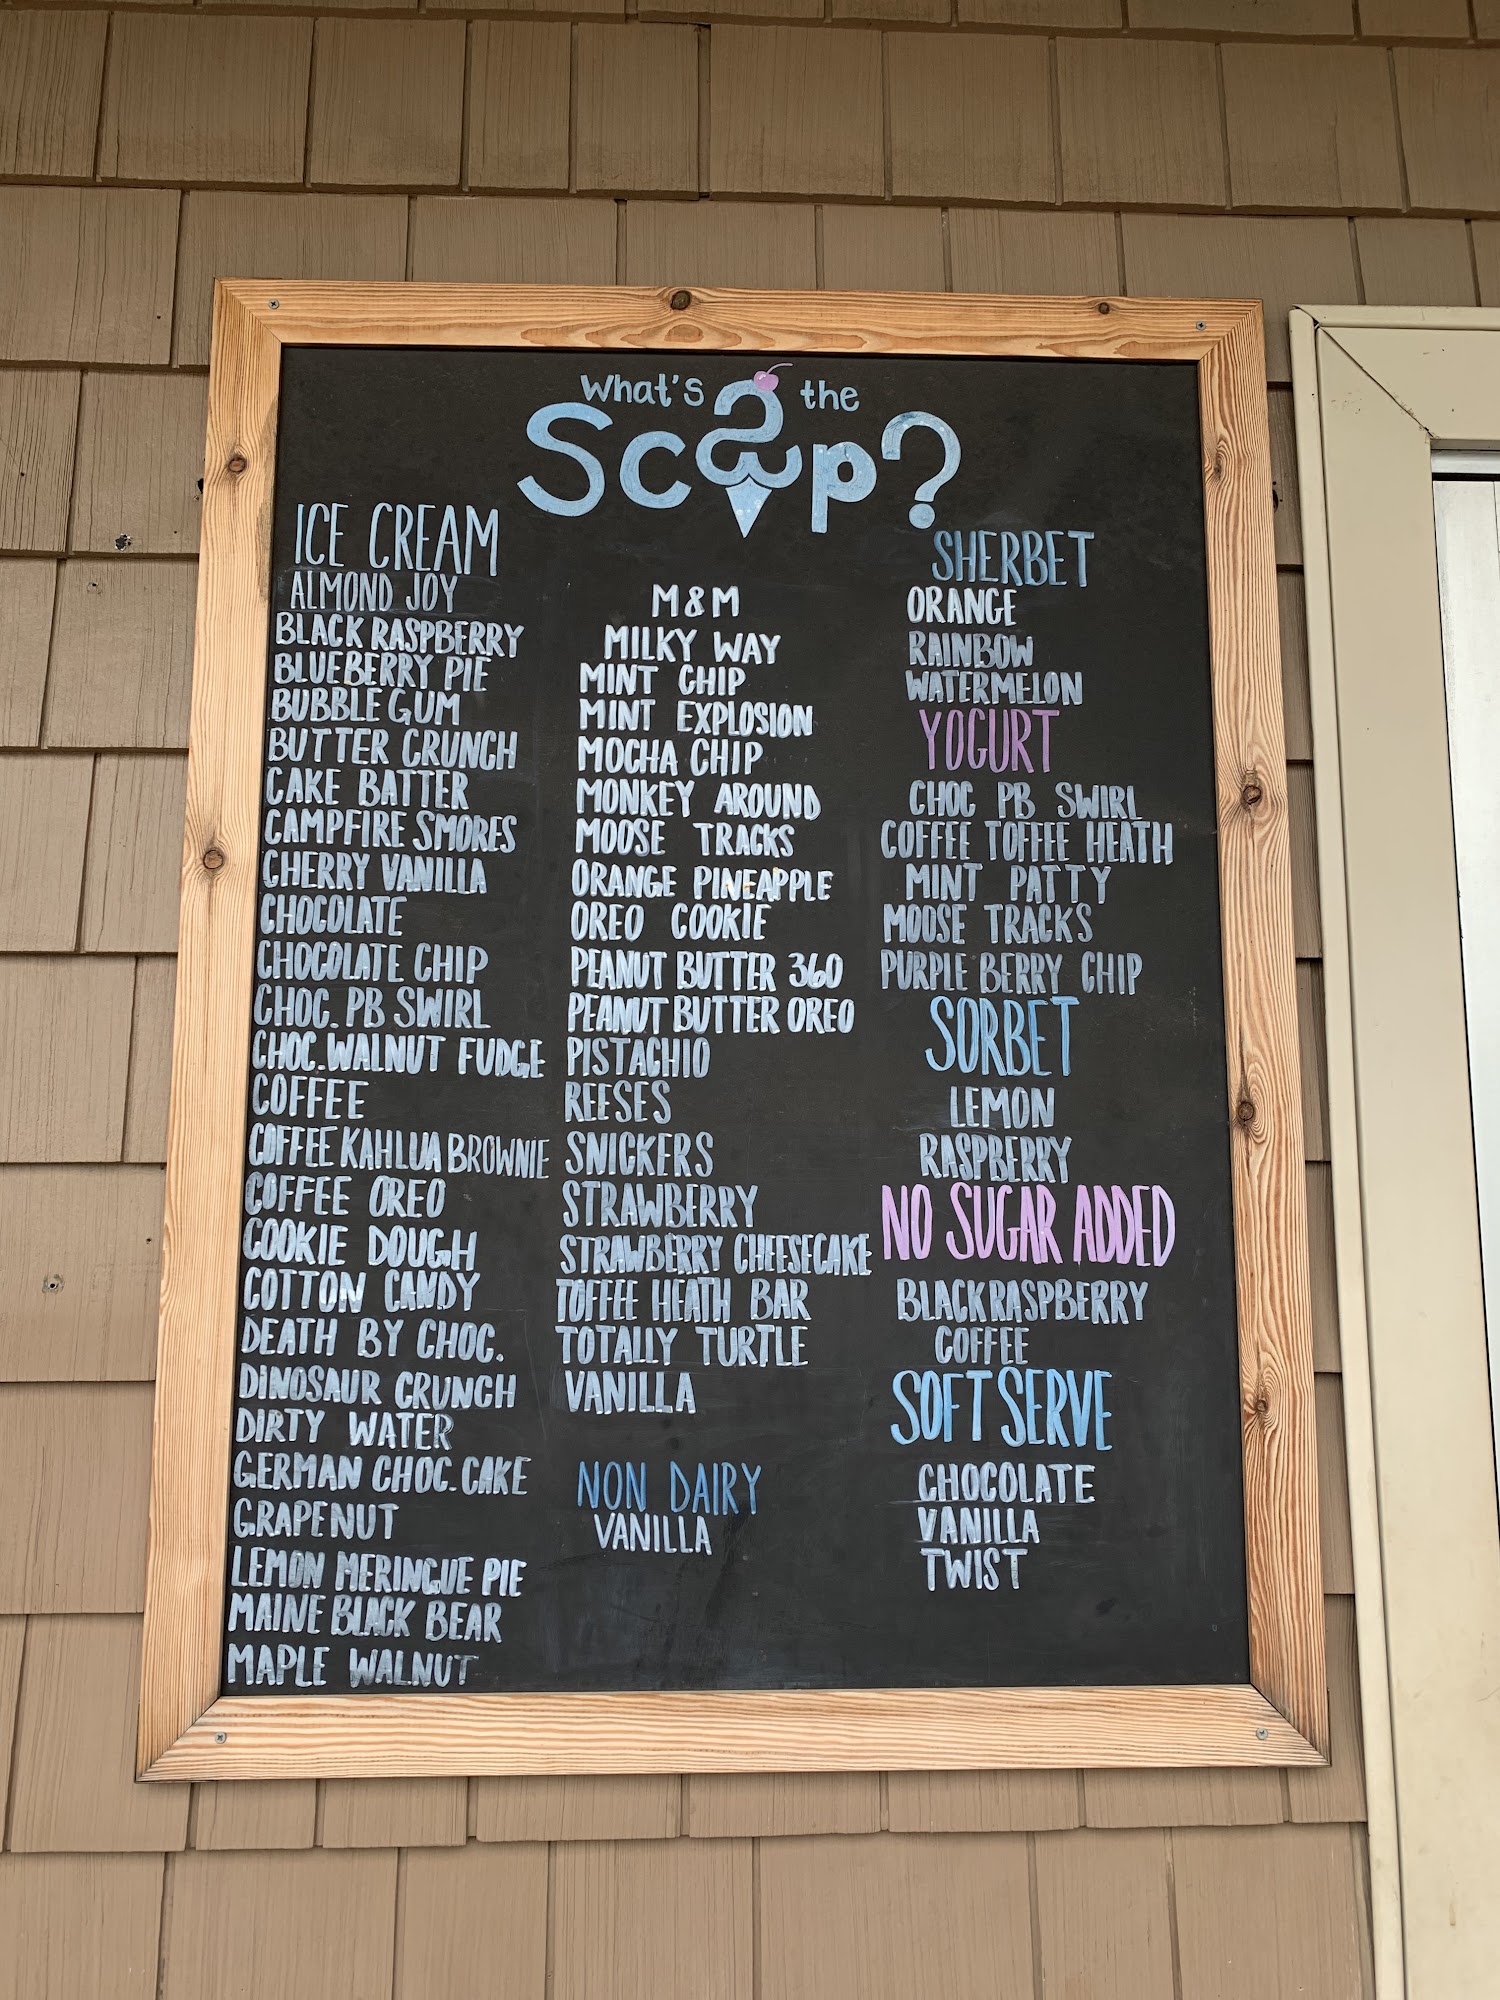 what's the
Scoop?
ICE CREAM
ALMOND JOY
BLACK RASPBERRY
BLUEBERRY PIE
BUBBLE GUM
BUTTER CRUNCH
CAKE BATTER
CAMPFIRE SMORES
CHERRY VANILLA
CHOCOLATE
CHOCOLATE CHIP
CHOC. PB SWIRL
CHOC. WALNUT FUDGE
COFFEE
COFFEE KAHLUA BROWNIE
COFFEE OREO
COOKIE DOUGH
COTTON CANDY
DEATH BY CHOC.
DINOSAUR CRUNCH
DIRTY WATER
GERMAN CHOC. CAKE
GRAPENUT
LEMON MERINGUE PIE
MAINE BLACK BEAR
MAPLE WALNUT
M&M
MILKY WAY
MINT CHIP
MINT EXPLOSION
MOCHA CHIP
MONKEY AROUND
MOOSE TRACKS
ORANGE PINEAPPLE
OREO COOKIE
PEANUT BUTTER 360
PEANUT BUTTER OREO
PISTACHIO
REESES
SNICKERS
STRAWBERRY
STRAWBERRY CHEESECAKE
TOFFEE HEATH BAR
TOTALLY TURTLE
VANILLA
NON DAIRY
VANILLA
SHERBET
ORANGE
RAINBOW
WATERMELON
YOGURT
CHOC PB SWIRL
COFFEE TOFFEE HEATH
MINT PATTY
MOOSE TRACKS
PURPLE BERRY CHIP
SORBET
LEMON
RASPBERRY
NO SUGAR ADDED
BLACK RASPBERRY
COFFEE
SOFT SERVE
CHOCOLATE
VANILLA
TWIST